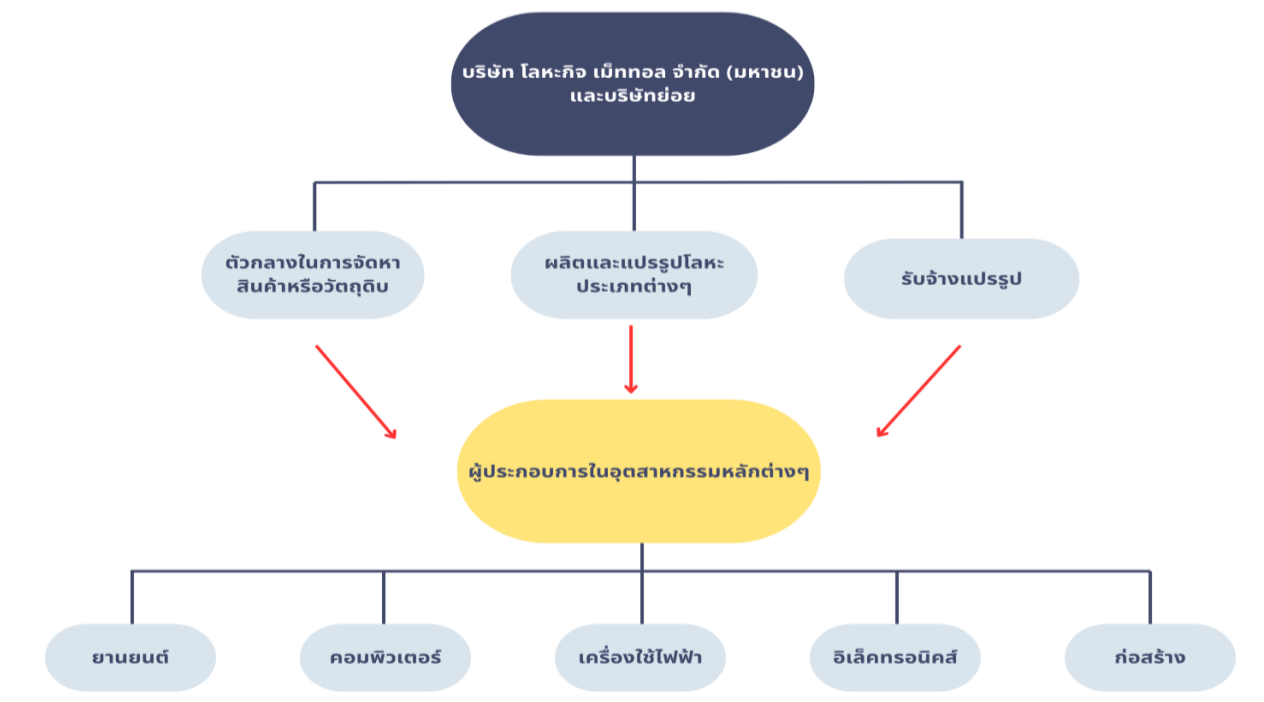 บริษัท โลหะกิจ เม็ททอล จำกัด (มหาชน)
และบริษัทย่อย
ตัวกลางในการจัดหา
สินค้าหรือวัตถุดิบ
ผลิตและแปรรูปโลหะ
ประเภทต่างๆ
รับจ้างแปรรูป
ผู้ประกอบการในอุตสาหกรรมหลักต่างๆ
ยานยนต์
คอมพิวเตอร์
เครื่องใช้ไฟฟ้า
อิเล็คทรอนิคส์
ก่อสร้าง